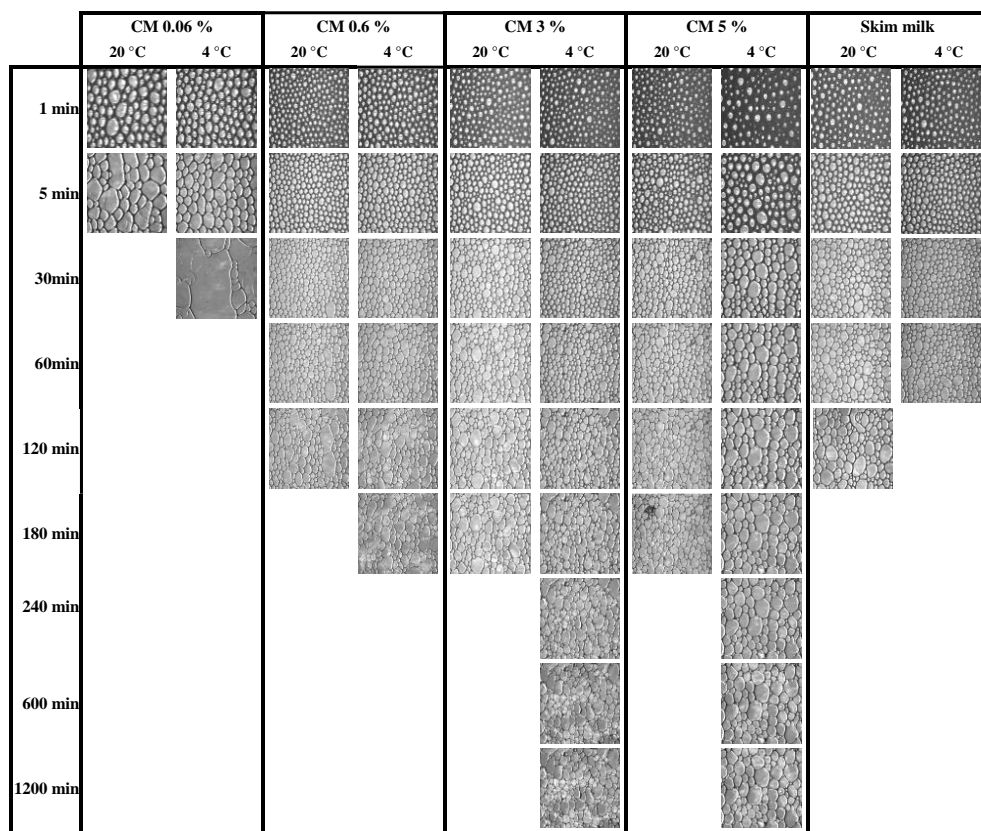 CM 0.06 % CM 0.6 % CM 3 % CM 5 % Skim milk
20 °C 4 °C 20 °C 4 °C 20 °C 4 °C 20 °C 4 °C 20 °C 4 °C
1 min
5 min
30min
60min
120 min
180 min
240 min
600 min
1200 min